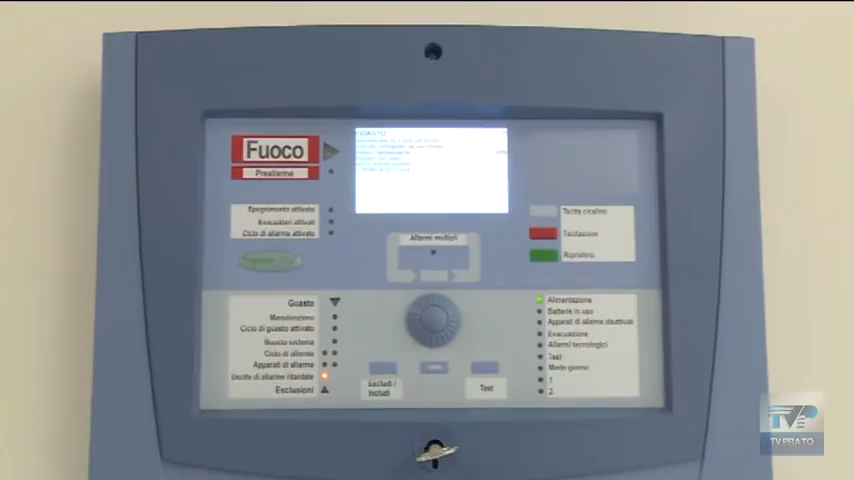 Fuoco
Preallarme
GUASTO
Spegnimento attivato
Evacuatori attivati
Ciclo di allarme attivato
Allarmi multipli
Tacita cicalino
Tacitazione
Ripristino
Guasto
Manutenzione
Ciclo di guasto attivato
Guasto sistema
Ciclo di allarme
Apparati di allarme
Uscite di allarme ritardate
Esclusioni
Escludi /
Includi
Test
Alimentazione
Batterie in uso
Apparati di allarme disattivati
Evacuazione
Allarmi tecnologici
Test
Modo giorno
1
2
TVP
TV PRATO